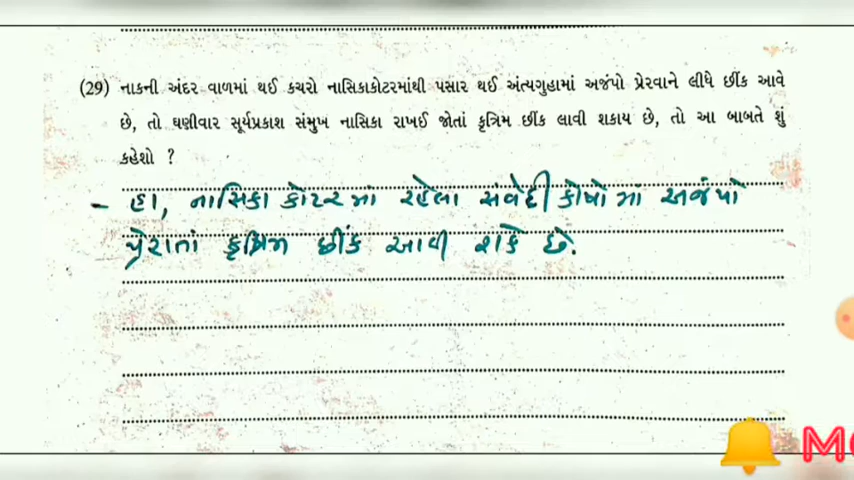 (29) નાકની અંદર વાળમાં થઈ કચરો નાસિકાકોટરમાંથી પસાર થઈ અંત્યગુહામાં અજંપો પ્રેરવાને લીધે છીંક આવે
છે, તો ઘણીવાર સૂર્યપ્રકાશ સંમુખ નાસિકા રાખઈ જોતાં કૃત્રિમ છીંક લાવી શકાય છે, તો આ બાબતે શું
કહેશો ?
- હા, નાસિકા કોટરમાં રહેલા સંવેદી કોષોમાં અજંપો
પ્રેરાતાં કૃત્રિમ છીંક આવી શકે છે.